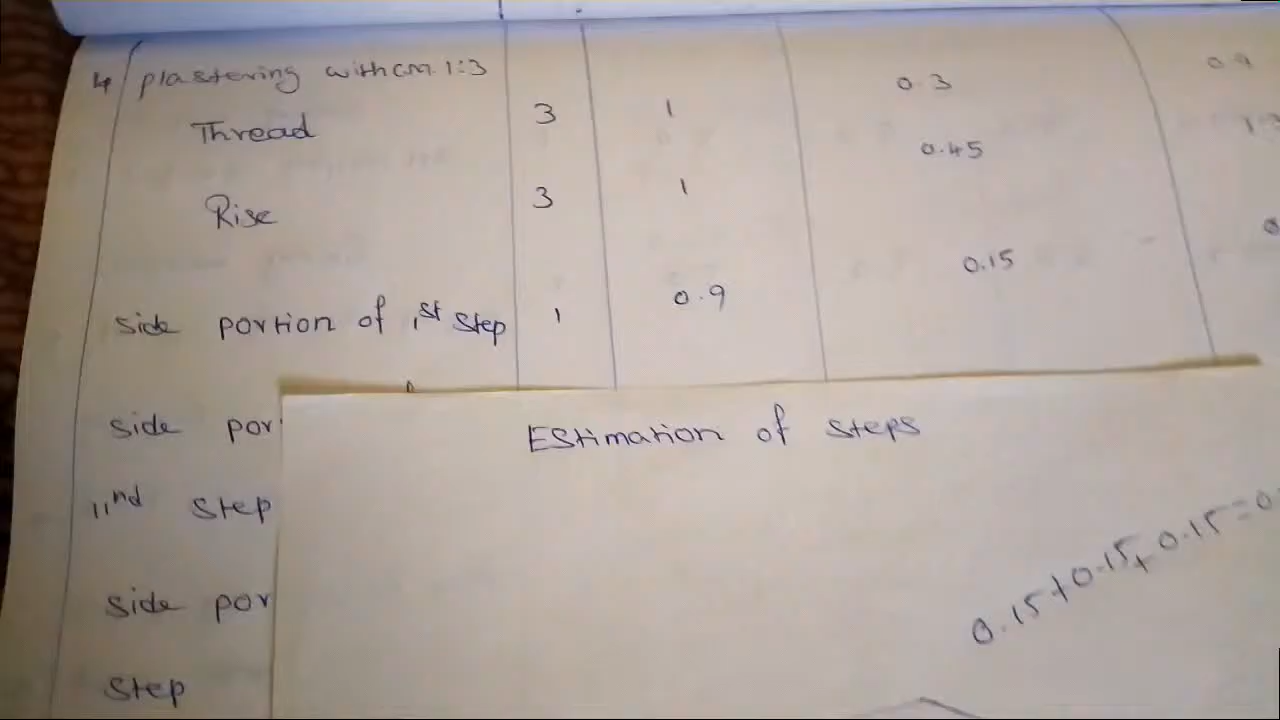 4 plastering with cm 1:3
Thread 3 1 0.3
0.45
Rise 3 1
0.15
side portion of 1st step 1 0.9
side por
IInd step
side por
step
Estimation of steps
0.15+0.15+0.15=0.